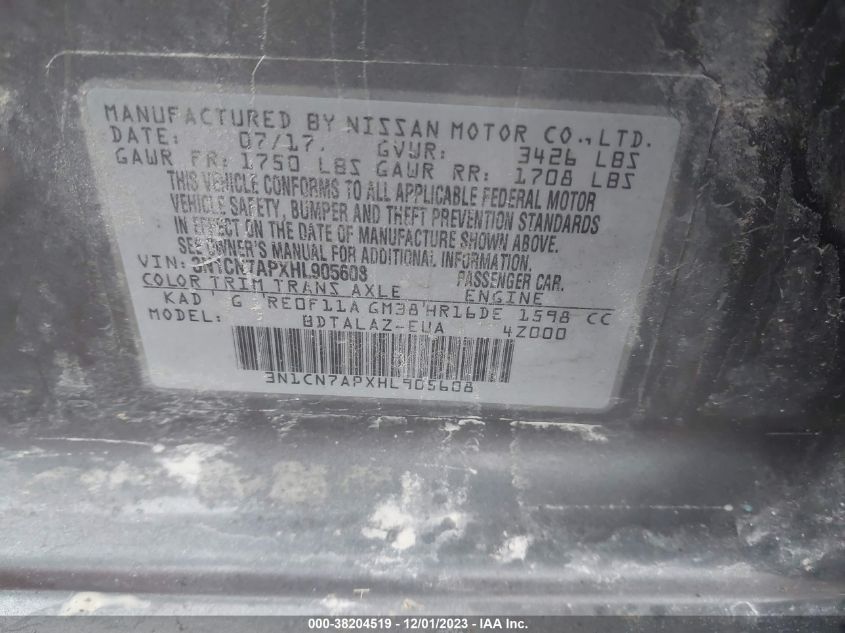 MANUFACTURED BY NISSAN MOTOR CO., LTD.
DATE: 07/17. GVWR: 3426 LBS
GAWR FR: 1750 LBS GAWR RR: 1708 LBS
THIS VEHICLE CONFORMS TO ALL APPLICABLE FEDERAL MOTOR
VEHICLE SAFETY, BUMPER AND THEFT PREVENTION STANDARDS
IN EFFECT ON THE DATE OF MANUFACTURE SHOWN ABOVE.
SEE OWNER'S MANUAL FOR ADDITIONAL INFORMATION.
VIN: 3N1CN7APXHL905608 PASSENGER CAR.
COLOR TRIM TRANS AXLE ENGINE
KAD G RE0F11A GM38 HR16DE 1598 CC
MODEL: BDTALAZ-EUA 4Z000
3N1CN7APXHL905608
000-38204519 - 12/01/2023 - IAA Inc.